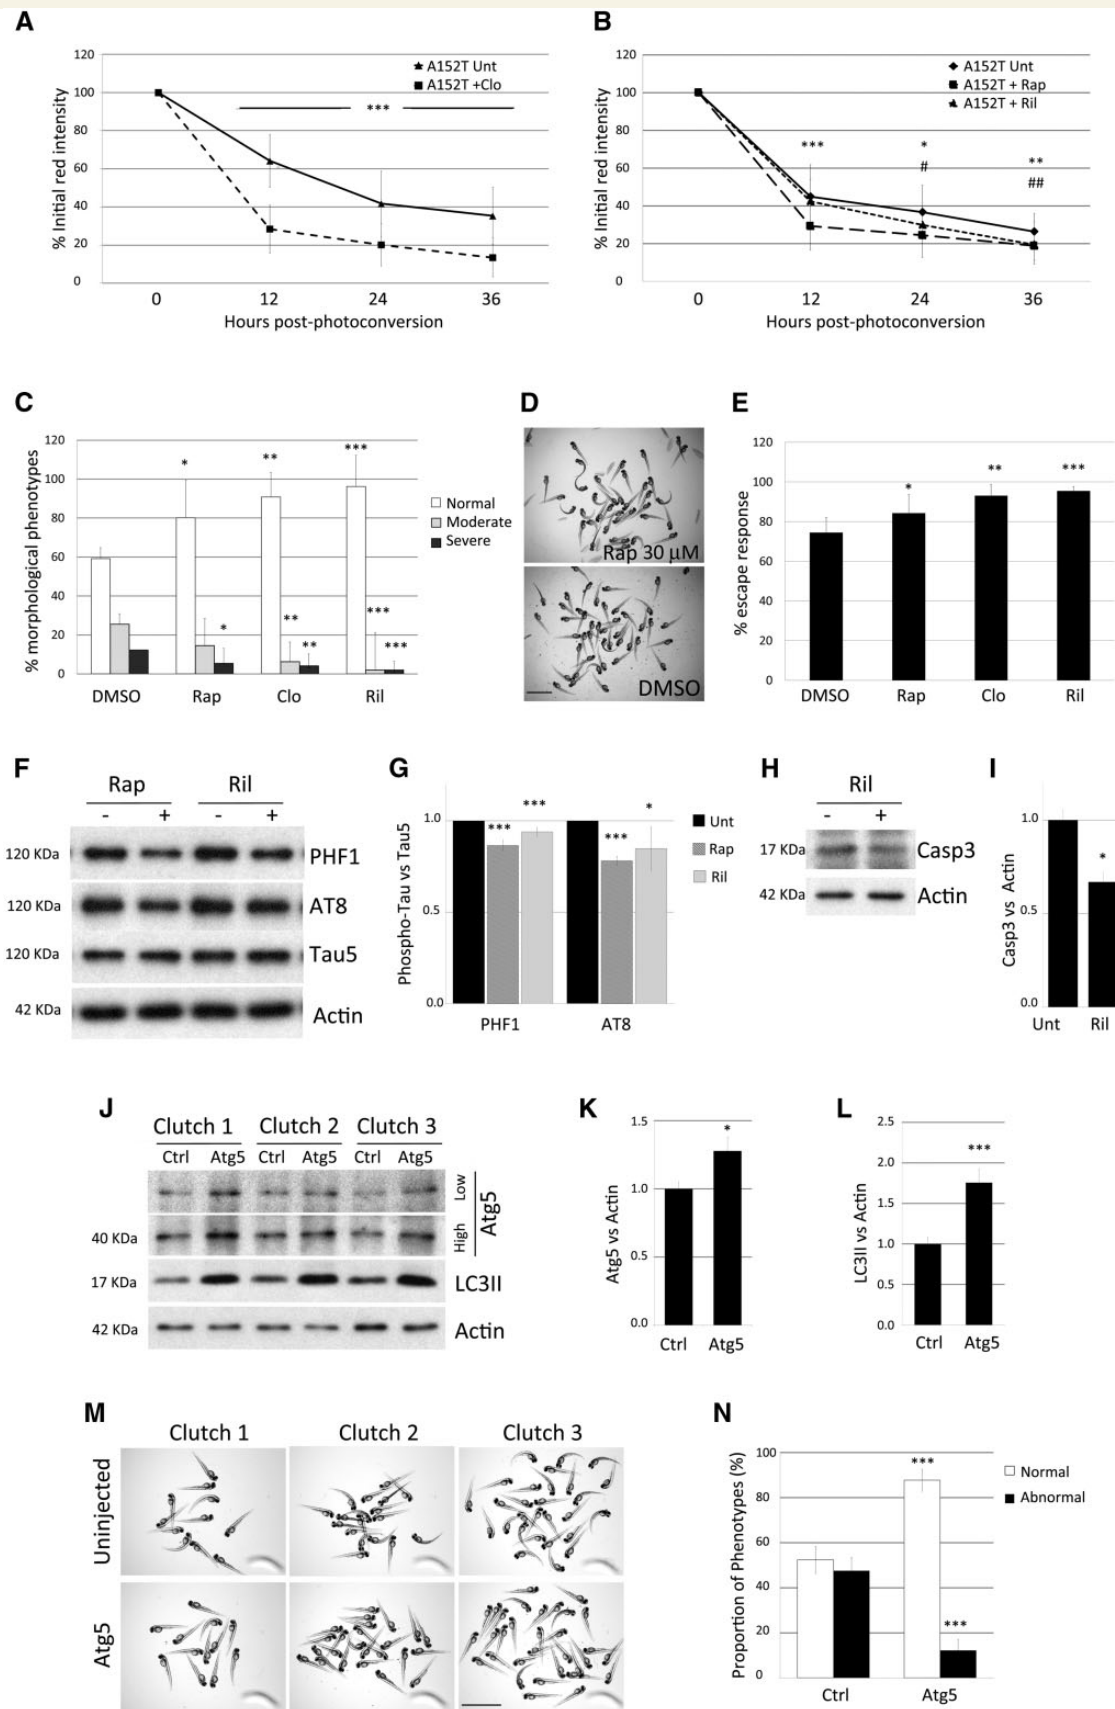 A
120
100
80
60
40
20
0
% Initial red intensity
A152T Unt
A152T +Clo
***
0 12 24 36
Hours post-photoconversion
B
120
100
80
60
40
20
0
% Initial red intensity
A152T Unt
A152T + Rap
A152T + Ril
*** * **
# ##
0 12 24 36
Hours post-photoconversion
C
120
100
80
60
40
20
0
% morphological phenotypes
* ** ***
* ** ** *** ***
Normal
Moderate
Severe
DMSO Rap Clo Ril
D
Rap 30 µM
DMSO
E
120
100
80
60
40
20
0
% escape response
* ** ***
DMSO Rap Clo Ril
F
Rap Ril
- + - +
120 KDa PHF1
120 KDa AT8
120 KDa Tau5
42 KDa Actin
G
1.0
0.5
0.0
Phospho-Tau vs Tau5
*** *** *** *
Unt
Rap
Ril
PHF1 AT8
H
Ril
- +
17 KDa Casp3
42 KDa Actin
I
1.0
0.5
0.0
Casp3 vs Actin
*
Unt Ril
J
Clutch 1 Clutch 2 Clutch 3
Ctrl Atg5 Ctrl Atg5 Ctrl Atg5
Low
High
Atg5
40 KDa
17 KDa LC3II
42 KDa Actin
K
1.5
1.0
0.5
0.0
Atg5 vs Actin
*
Ctrl Atg5
L
2.5
2.0
1.5
1.0
0.5
0.0
LC3II vs Actin
***
Ctrl Atg5
M
Clutch 1 Clutch 2 Clutch 3
Uninjected
Atg5
N
100
80
60
40
20
0
Proportion of Phenotypes (%)
***
***
Normal
Abnormal
Ctrl Atg5